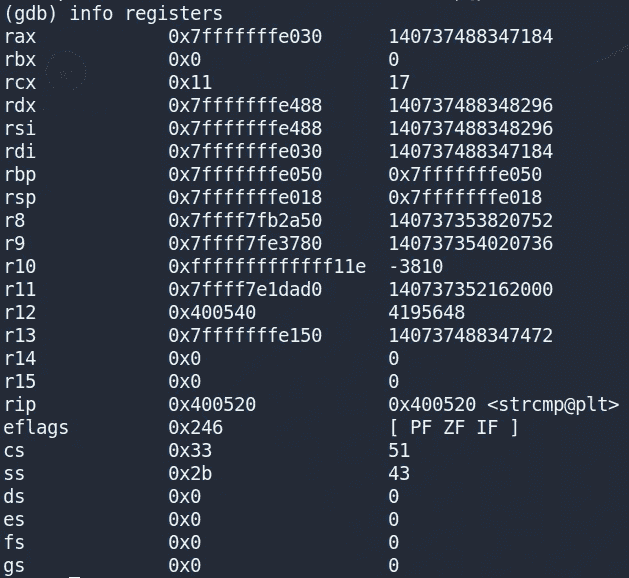 (gdb) info registers
rax 0x7fffffffe030 140737488347184
rbx 0x0 0
rcx 0x11 17
rdx 0x7fffffffe488 140737488348296
rsi 0x7fffffffe488 140737488348296
rdi 0x7fffffffe030 140737488347184
rbp 0x7fffffffe050 0x7fffffffe050
rsp 0x7fffffffe018 0x7fffffffe018
r8 0x7ffff7fb2a50 140737353820752
r9 0x7ffff7fe3780 140737354020736
r10 0xfffffffffffff11e -3810
r11 0x7ffff7e1dad0 140737352162000
r12 0x400540 4195648
r13 0x7fffffffe150 140737488347472
r14 0x0 0
r15 0x0 0
rip 0x400520 0x400520 <strcmp@plt>
eflags 0x246 [ PF ZF IF ]
cs 0x33 51
ss 0x2b 43
ds 0x0 0
es 0x0 0
fs 0x0 0
gs 0x0 0